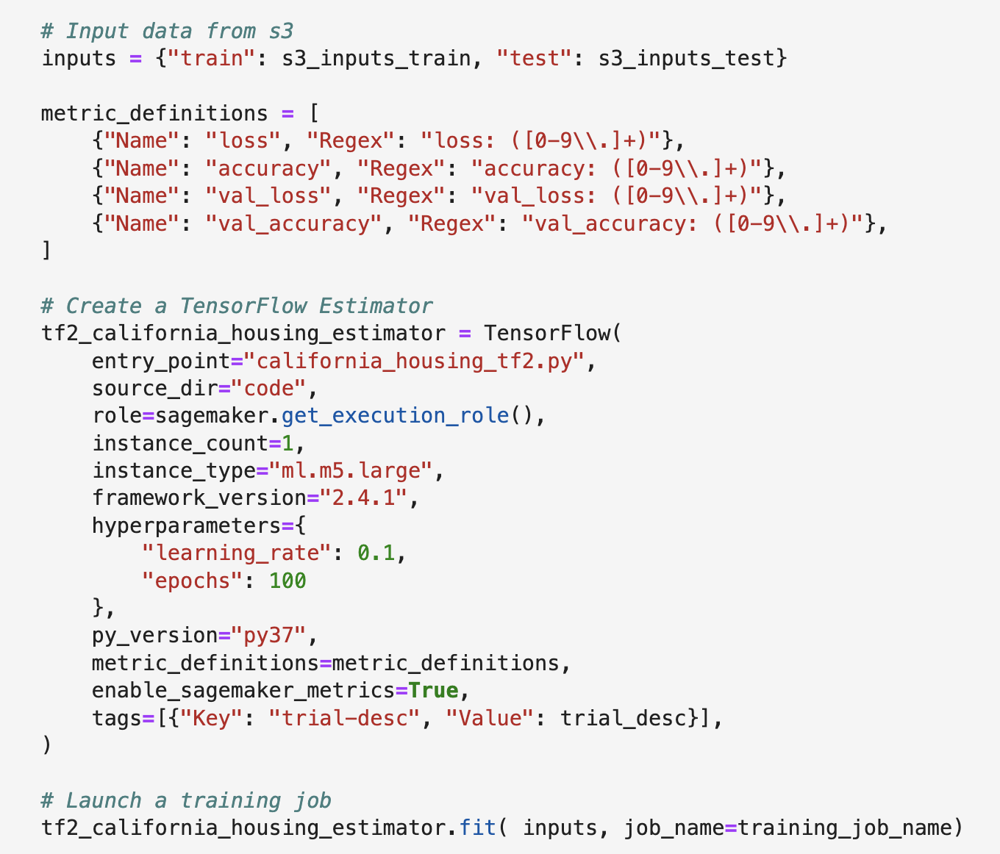 # Input data from s3
inputs = {"train": s3_inputs_train, "test": s3_inputs_test}
metric_definitions = [
{"Name": "loss", "Regex": "loss: ([0-9\\.]+)"},
{"Name": "accuracy", "Regex": "accuracy: ([0-9\\.]+)"},
{"Name": "val_loss", "Regex": "val_loss: ([0-9\\.]+)"},
{"Name": "val_accuracy", "Regex": "val_accuracy: ([0-9\\.]+)"},
]
# Create a TensorFlow Estimator
tf2_california_housing_estimator = TensorFlow(
entry_point="california_housing_tf2.py",
source_dir="code",
role=sagemaker.get_execution_role(),
instance_count=1,
instance_type="ml.m5.large",
framework_version="2.4.1",
hyperparameters={
"learning_rate": 0.1,
"epochs": 100
},
py_version="py37",
metric_definitions=metric_definitions,
enable_sagemaker_metrics=True,
tags=[{"Key": "trial-desc", "Value": trial_desc}],
)
# Launch a training job
tf2_california_housing_estimator.fit( inputs, job_name=training_job_name)